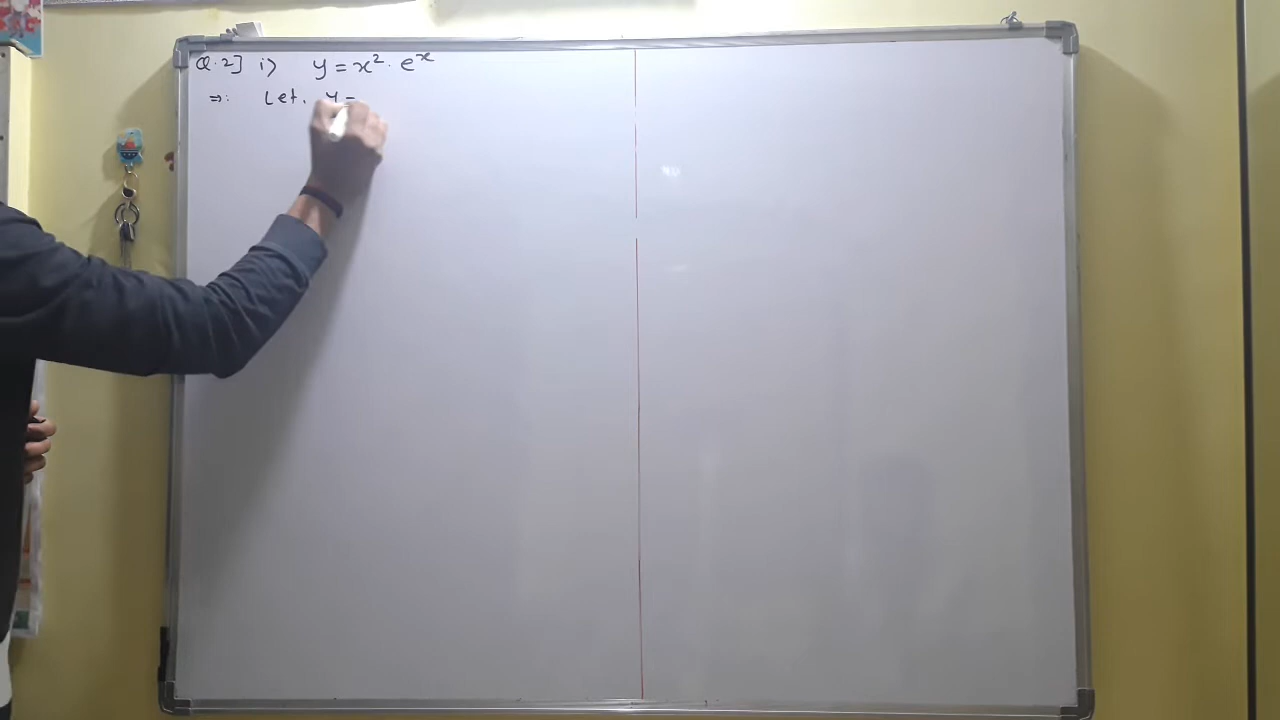 Q.2] i) y = x². eˣ
⇒: Let, y =